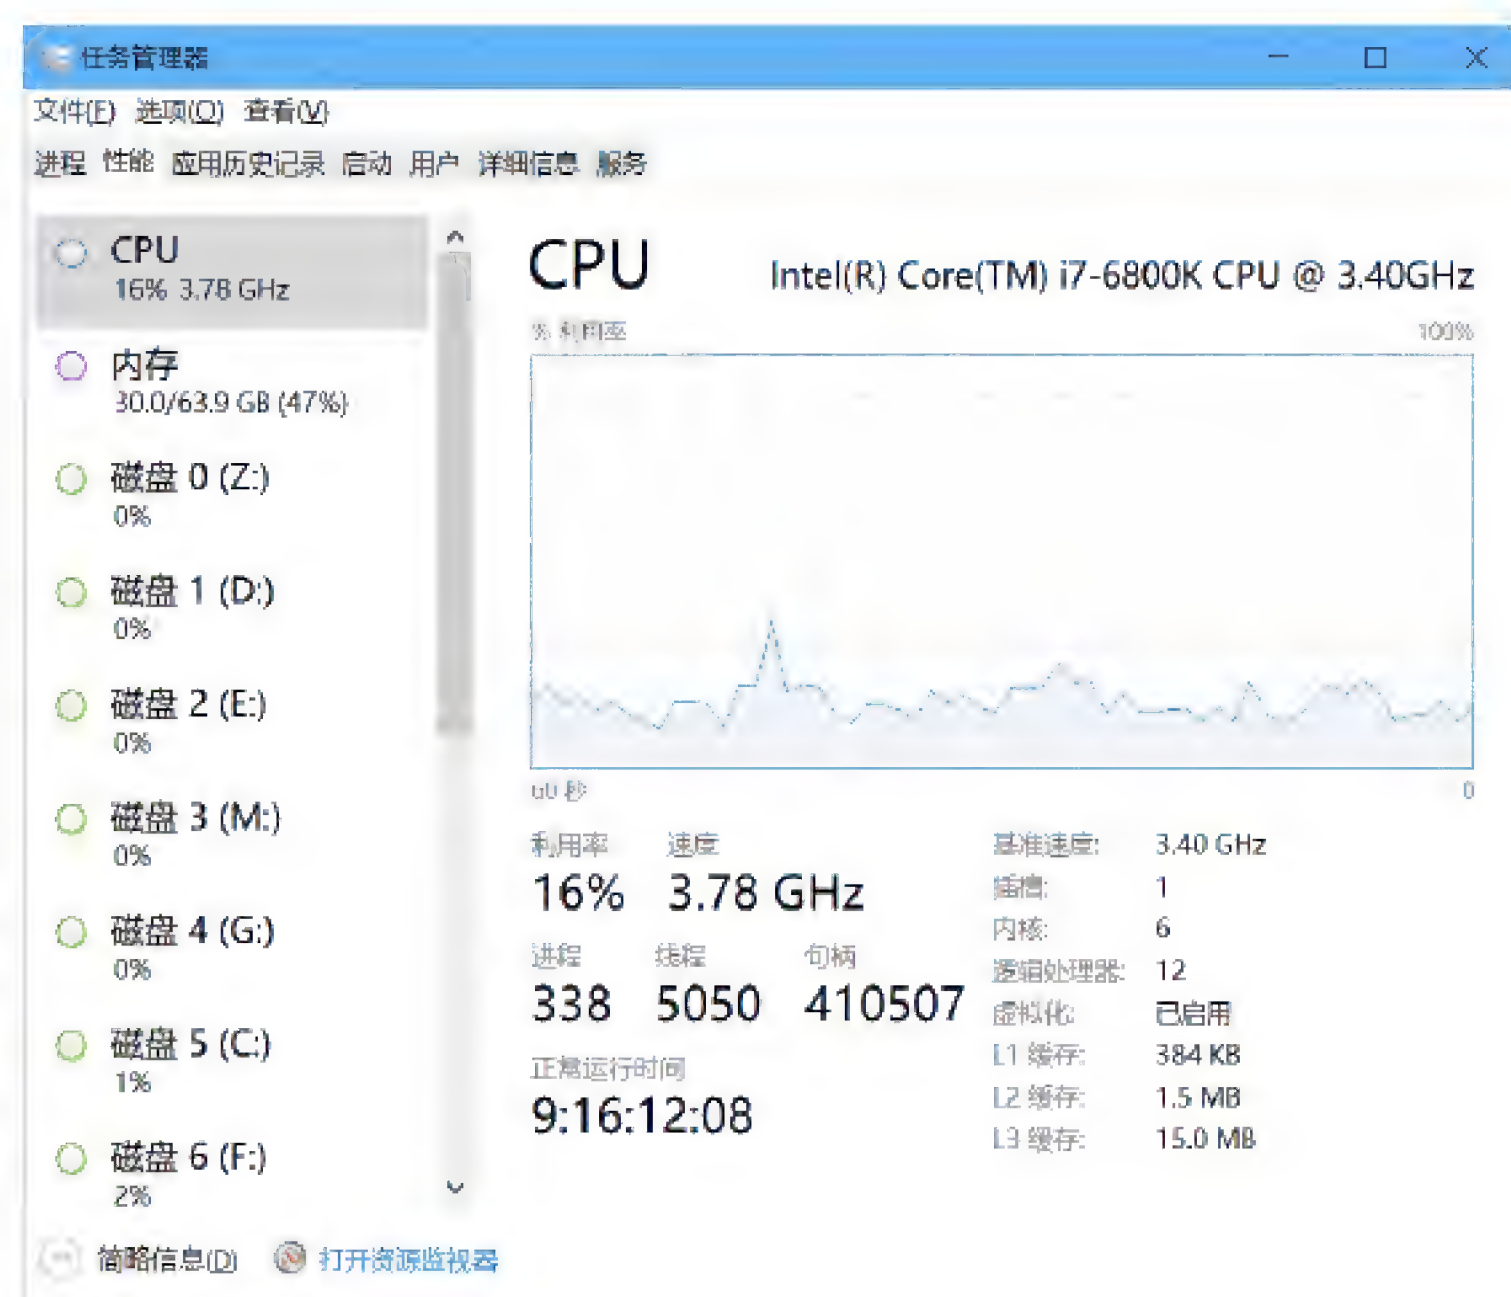 任务管理器
文件(F) 选项(O) 查看(V)
进程 性能 应用历史记录 启动 用户 详细信息 服务
CPU
16% 3.78 GHz
内存
30.0/63.9 GB (47%)
磁盘 0 (Z:)
0%
磁盘 1 (D:)
0%
磁盘 2 (E:)
0%
磁盘 3 (M:)
0%
磁盘 4 (G:)
0%
磁盘 5 (C:)
1%
磁盘 6 (F:)
2%
CPU Intel(R) Core(TM) i7-6800K CPU @ 3.40GHz
% 利用率 100%
60 秒 0
利用率 速度
16% 3.78 GHz
进程 线程 句柄
338 5050 410507
正常运行时间
9:16:12:08
基准速度: 3.40 GHz
插槽: 1
内核: 6
逻辑处理器: 12
虚拟化: 已启用
L1 缓存: 384 KB
L2 缓存: 1.5 MB
L3 缓存: 15.0 MB
简略信息(D) 打开资源监视器